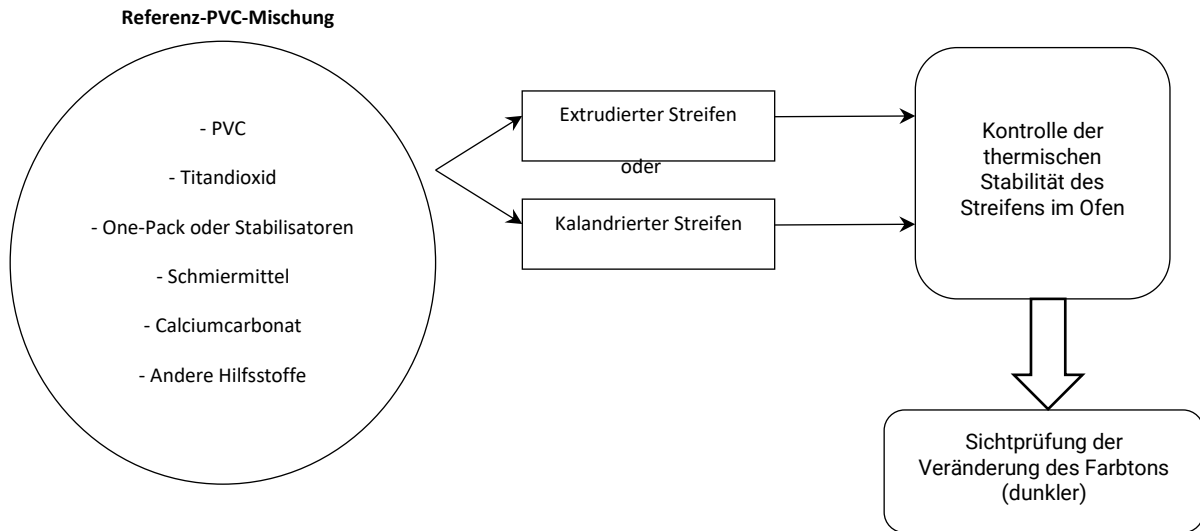 Referenz-PVC-Mischung
- PVC
- Titandioxid
- One-Pack oder Stabilisatoren
- Schmiermittel
- Calciumcarbonat
- Andere Hilfsstoffe
Extrudierter Streifen
oder
Kalandrierter Streifen
Kontrolle der
thermischen
Stabilität des
Streifens im Ofen
Sichtprüfung der
Veränderung des Farbtons
(dunkler)